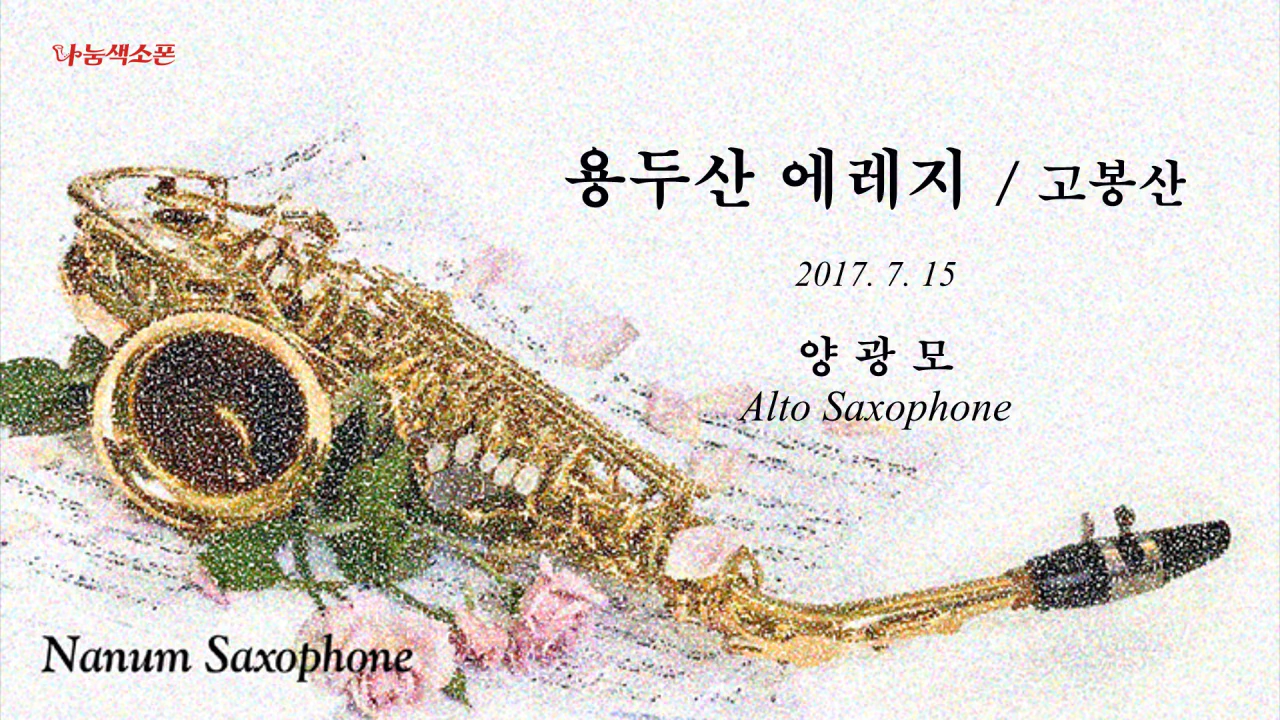 나눔색소폰
용두산 에레지 / 고봉산
2017. 7. 15
양 광 모
Alto Saxophone
Nanum Saxophone